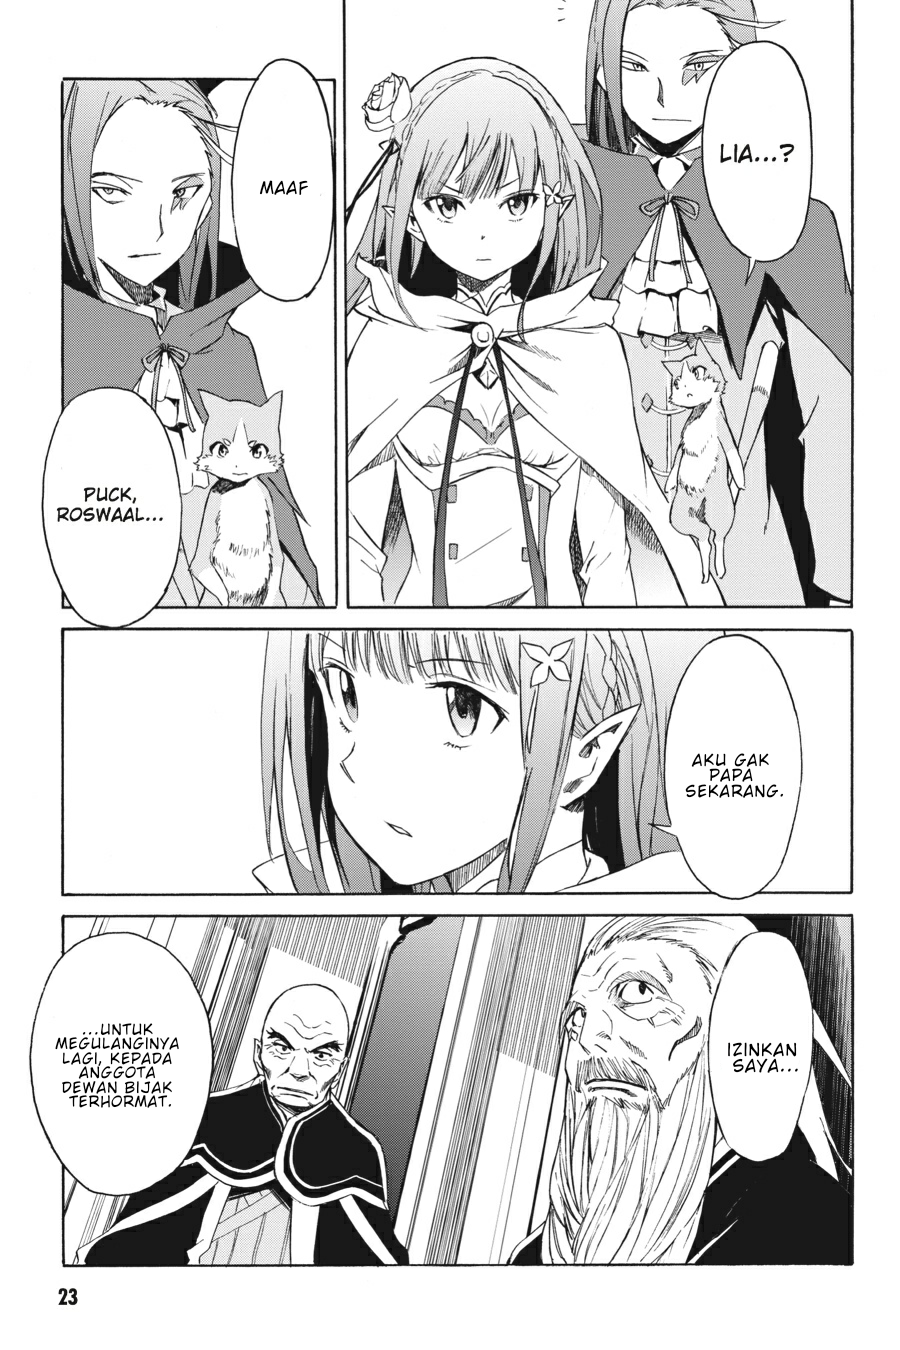 LIA...?
MAAF
PUCK,
ROSWAAL...
AKU GAK
PAPA
SEKARANG.
IZINKAN
SAYA...
...UNTUK
MEGULANGINYA
LAGI, KEPADA
ANGGOTA
DEWAN BIJAK
TERHORMAT.
23